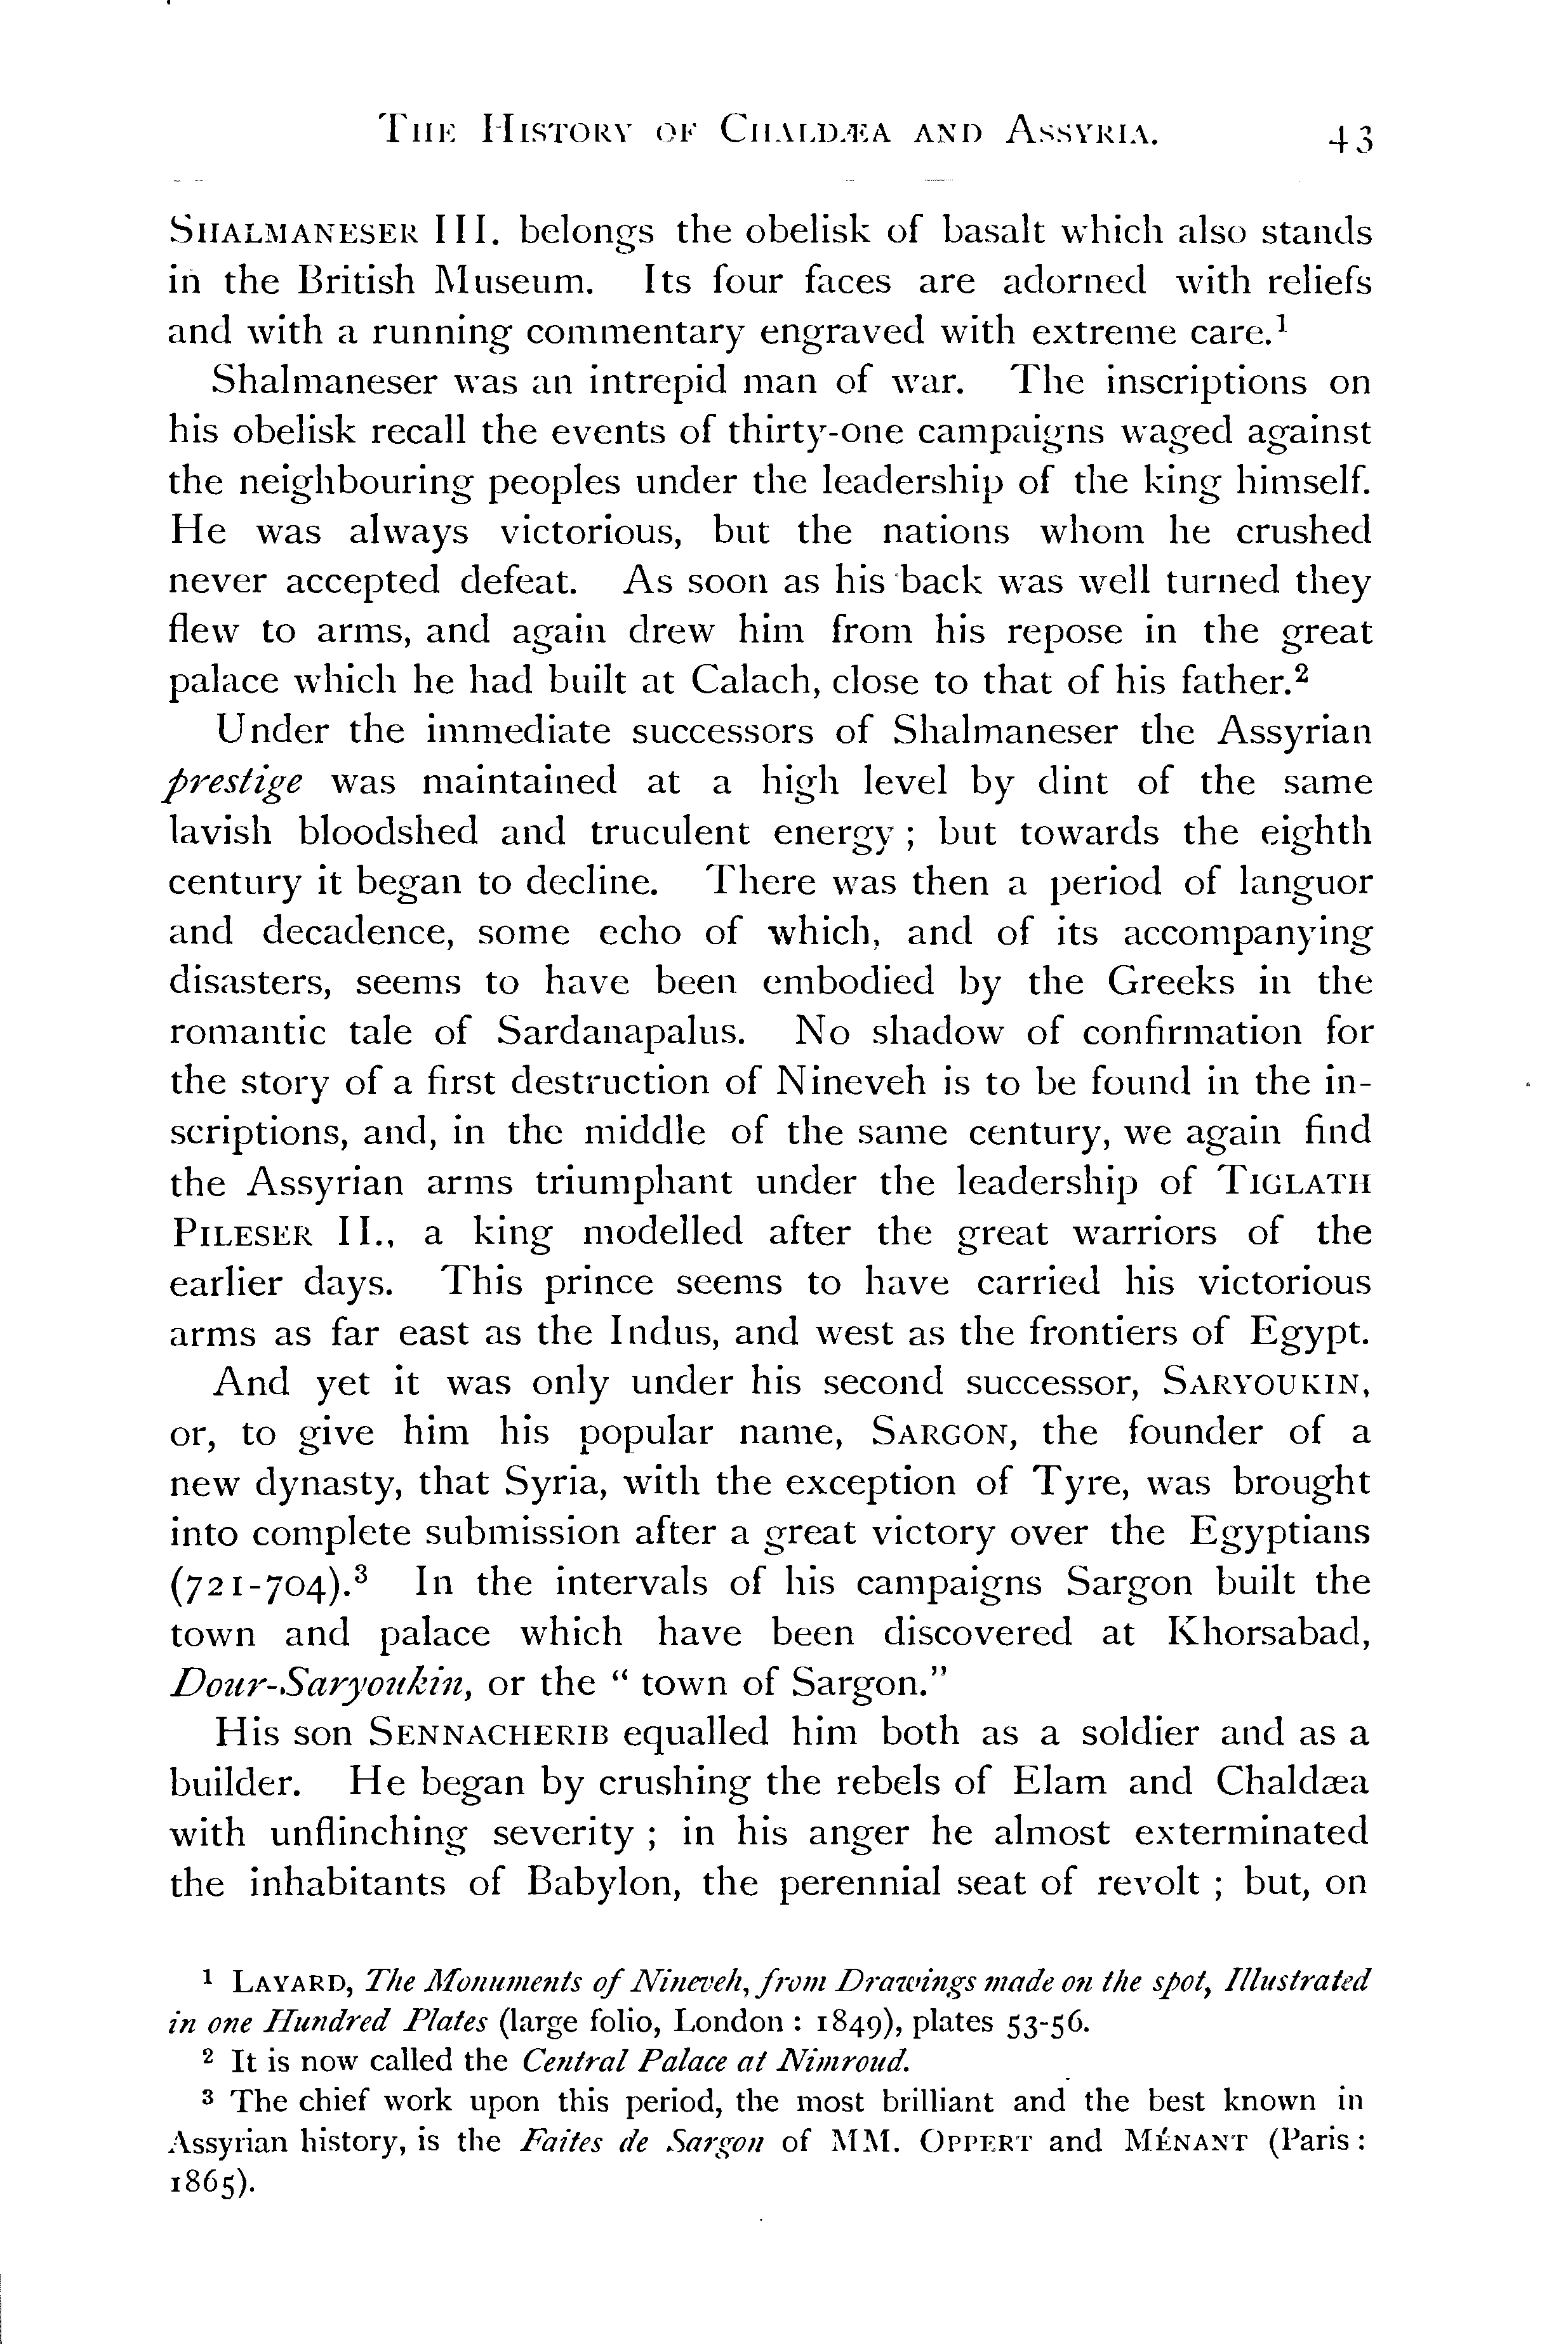 THE HISTORY OF CHALDÆA AND ASSYRIA. 43
SHALMANESER III. belongs the obelisk of basalt which also stands
in the British Museum. Its four faces are adorned with reliefs
and with a running commentary engraved with extreme care.¹
Shalmaneser was an intrepid man of war. The inscriptions on
his obelisk recall the events of thirty-one campaigns waged against
the neighbouring peoples under the leadership of the king himself.
He was always victorious, but the nations whom he crushed
never accepted defeat. As soon as his back was well turned they
flew to arms, and again drew him from his repose in the great
palace which he had built at Calach, close to that of his father.²
Under the immediate successors of Shalmaneser the Assyrian
prestige was maintained at a high level by dint of the same
lavish bloodshed and truculent energy ; but towards the eighth
century it began to decline. There was then a period of languor
and decadence, some echo of which, and of its accompanying
disasters, seems to have been embodied by the Greeks in the
romantic tale of Sardanapalus. No shadow of confirmation for
the story of a first destruction of Nineveh is to be found in the in-
scriptions, and, in the middle of the same century, we again find
the Assyrian arms triumphant under the leadership of TIGLATH
PILESER II., a king modelled after the great warriors of the
earlier days. This prince seems to have carried his victorious
arms as far east as the Indus, and west as the frontiers of Egypt.
And yet it was only under his second successor, SARYOUKIN,
or, to give him his popular name, SARGON, the founder of a
new dynasty, that Syria, with the exception of Tyre, was brought
into complete submission after a great victory over the Egyptians
(721-704).³ In the intervals of his campaigns Sargon built the
town and palace which have been discovered at Khorsabad,
Dour-Saryoukin, or the " town of Sargon."
His son SENNACHERIB equalled him both as a soldier and as a
builder. He began by crushing the rebels of Elam and Chaldæa
with unflinching severity ; in his anger he almost exterminated
the inhabitants of Babylon, the perennial seat of revolt ; but, on
¹ LAYARD, The Monuments of Nineveh, from Drawings made on the spot, Illustrated
in one Hundred Plates (large folio, London : 1849), plates 53-56.
² It is now called the Central Palace at Nimroud.
³ The chief work upon this period, the most brilliant and the best known in
Assyrian history, is the Faites de Sargon of MM. OPPERT and MÉNANT (Paris :
1865).